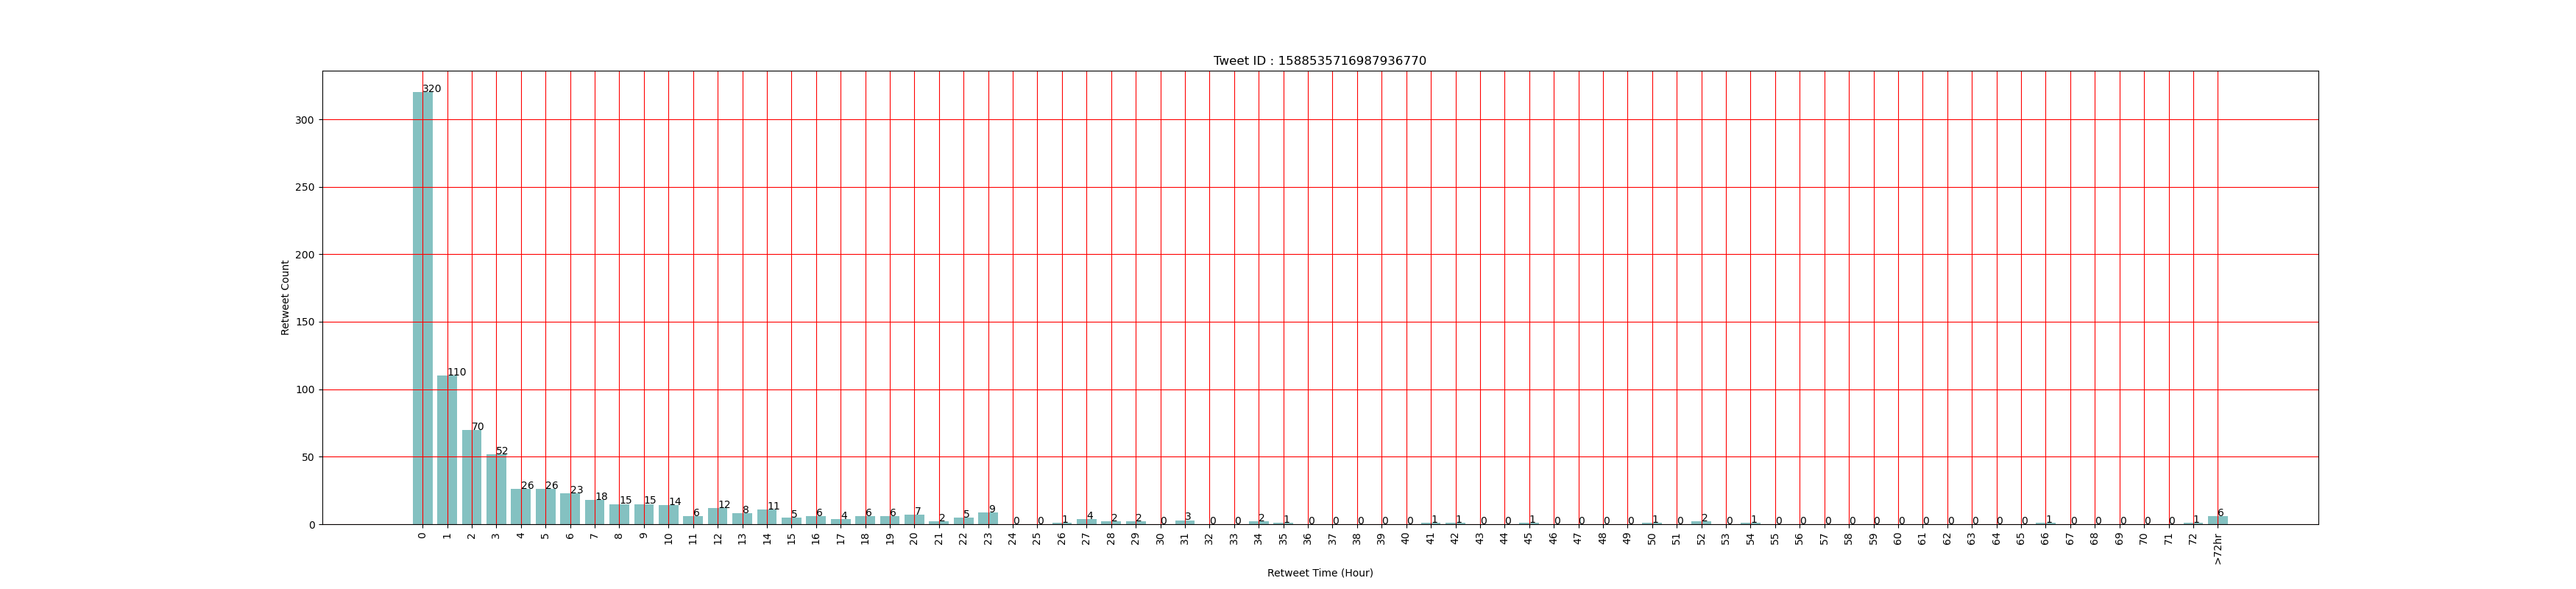 Tweet ID : 1588535716987936770
300
250
200
150
100
50
0
Retweet Count
320 110 70 52 26 26 23 18 15 15 14 6 12 8 11 5 6 4 6 6 7 2 5 9 0 0 1 4 2 2 0 3 0 0 2 1 0 0 0 0 0 1 1 0 0 1 0 0 0 0 1 0 2 0 1 0 0 0 0 0 0 0 0 0 0 0 1 0 0 0 0 0 1 6
0 1 2 3 4 5 6 7 8 9 10 11 12 13 14 15 16 17 18 19 20 21 22 23 24 25 26 27 28 29 30 31 32 33 34 35 36 37 38 39 40 41 42 43 44 45 46 47 48 49 50 51 52 53 54 55 56 57 58 59 60 61 62 63 64 65 66 67 68 69 70 71 72 >72hr
Retweet Time (Hour)